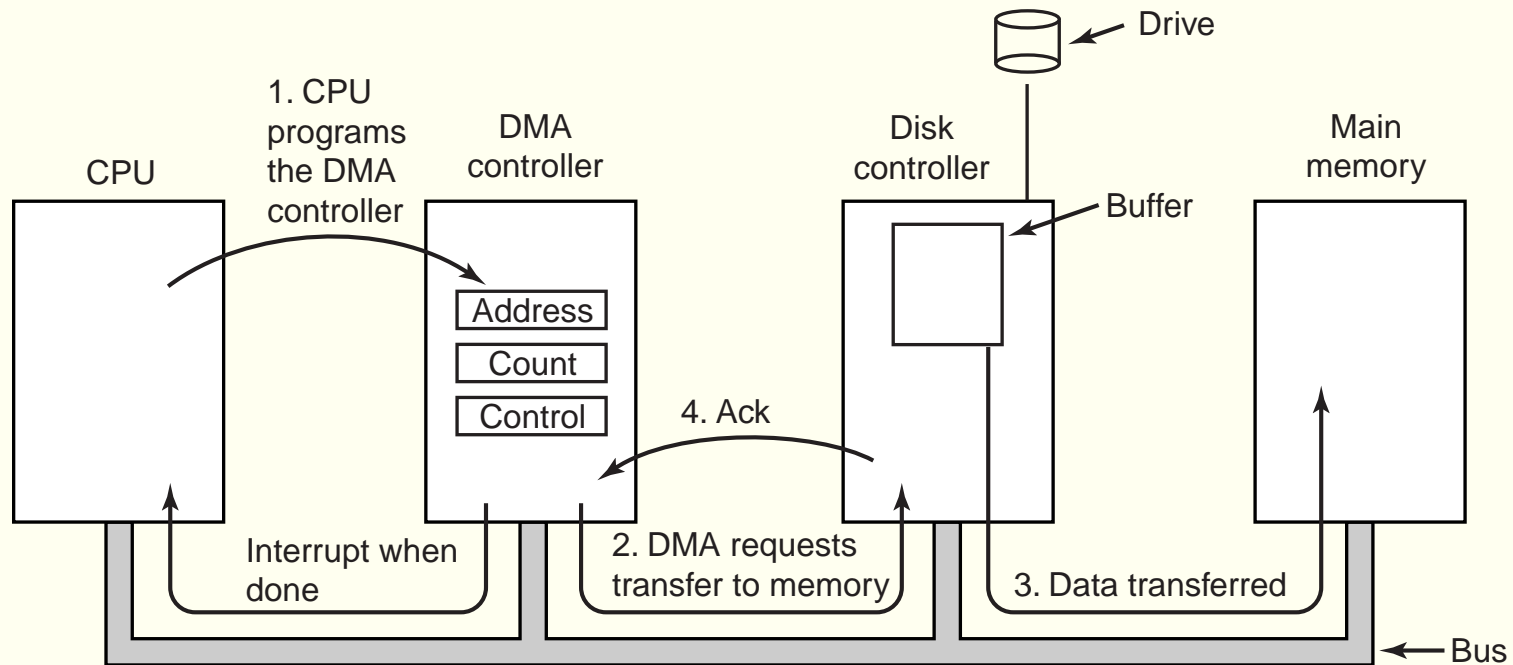 Drive
1. CPU
programs
the DMA
controller
CPU
DMA
controller
Disk
controller
Main
memory
Buffer
Address
Count
Control
4. Ack
Interrupt when
done
2. DMA requests
transfer to memory
3. Data transferred
Bus